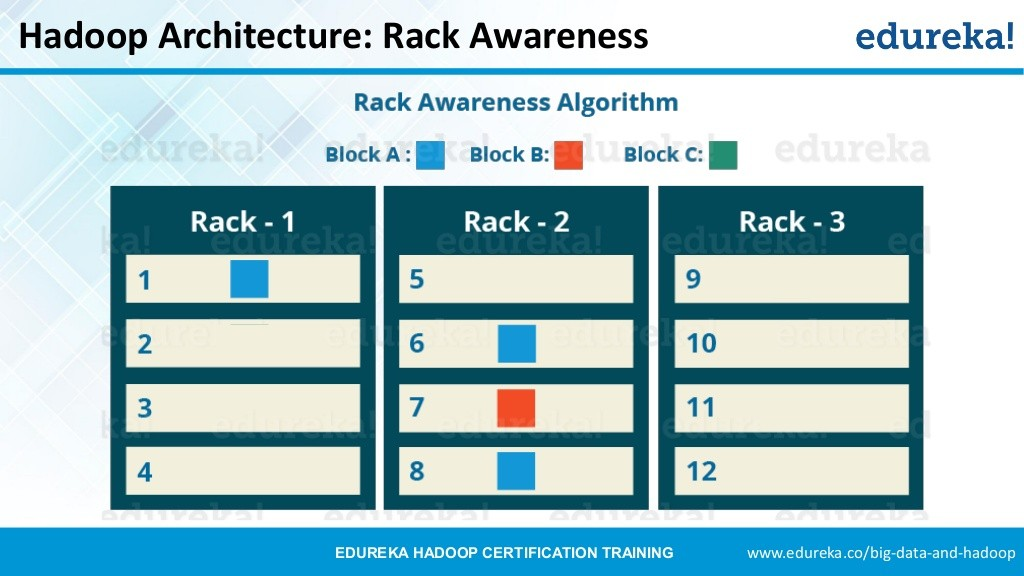 Hadoop Architecture: Rack Awareness
edureka!
Rack Awareness Algorithm
Block A :
Block B:
Block C:
Rack - 1
1
2
3
4
Rack - 2
5
6
7
8
Rack - 3
9
10
11
12
EDUREKA HADOOP CERTIFICATION TRAINING
www.edureka.co/big-data-and-hadoop